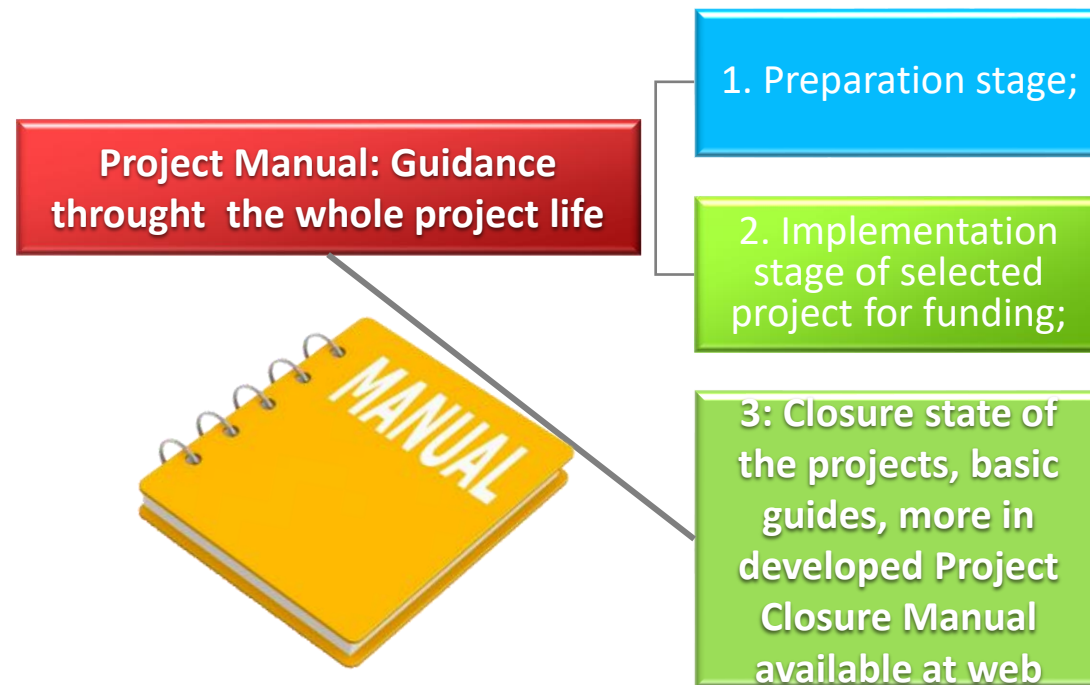 Project Manual: Guidance
throught the whole project life
1. Preparation stage;
2. Implementation
stage of selected
project for funding;
3: Closure state of
the projects, basic
guides, more in
developed Project
Closure Manual
available at web
MANUAL